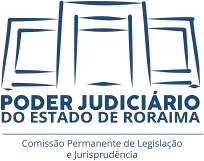 PODER JUDICIÁRIO
DO ESTADO DE RORAIMA
Comissão Permanente de Legislação
e Jurisprudência